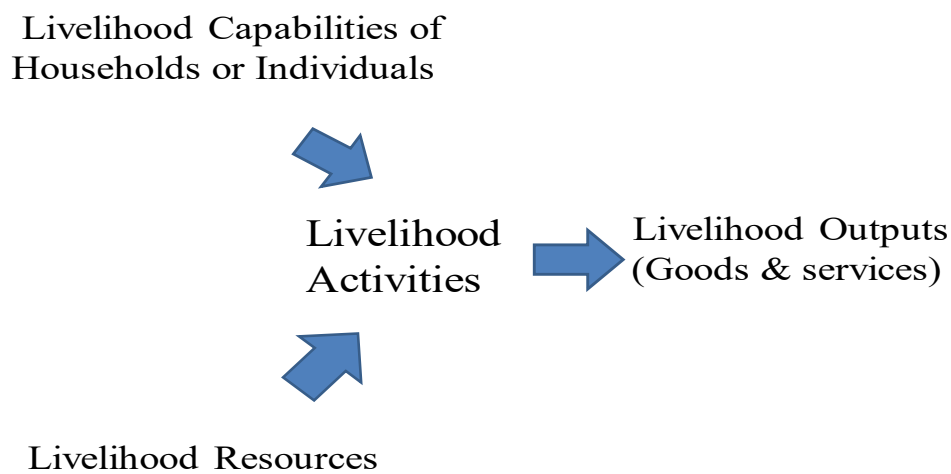 Livelihood Capabilities of
Households or Individuals
Livelihood
Activities
Livelihood Outputs
(Goods & services)
Livelihood Resources